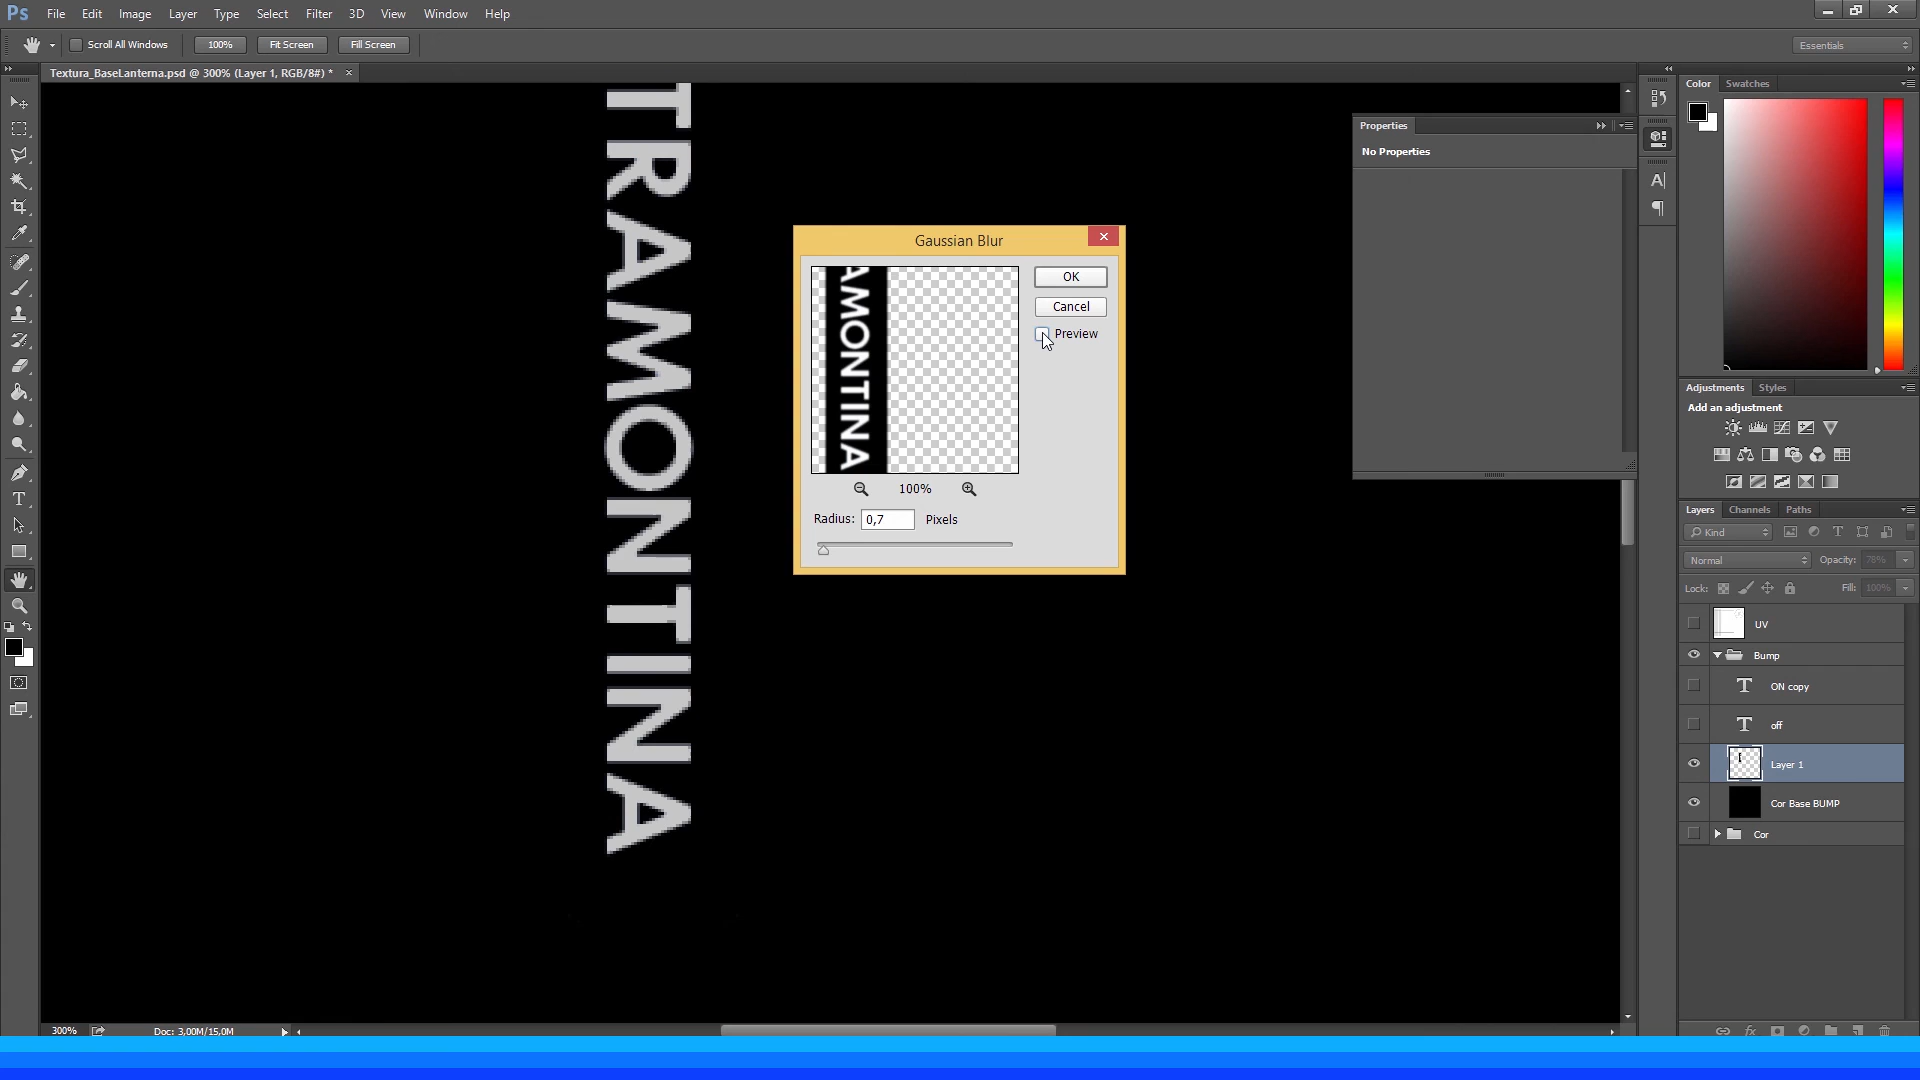 Ps File Edit Image Layer Type Select Filter 3D View Window Help
Scroll All Windows 100% Fit Screen Fill Screen Essentials
Textura_BaseLanterna.psd @ 300% (Layer 1, RGB/8#) * ×
TRAMONTINA
Gaussian Blur
AMONTINA
OK
Cancel
Preview
100%
Radius: 0,7 Pixels
Properties
No Properties
A
T
Color Swatches
Adjustments Styles
Add an adjustment
Layers Channels Paths
Kind T
Normal Opacity: 78%
Lock: Fill: 100%
UV
Bump
T ON copy
T off
Layer 1
Cor Base BUMP
Cor
fx
300% Doc: 3,00M/15,0M